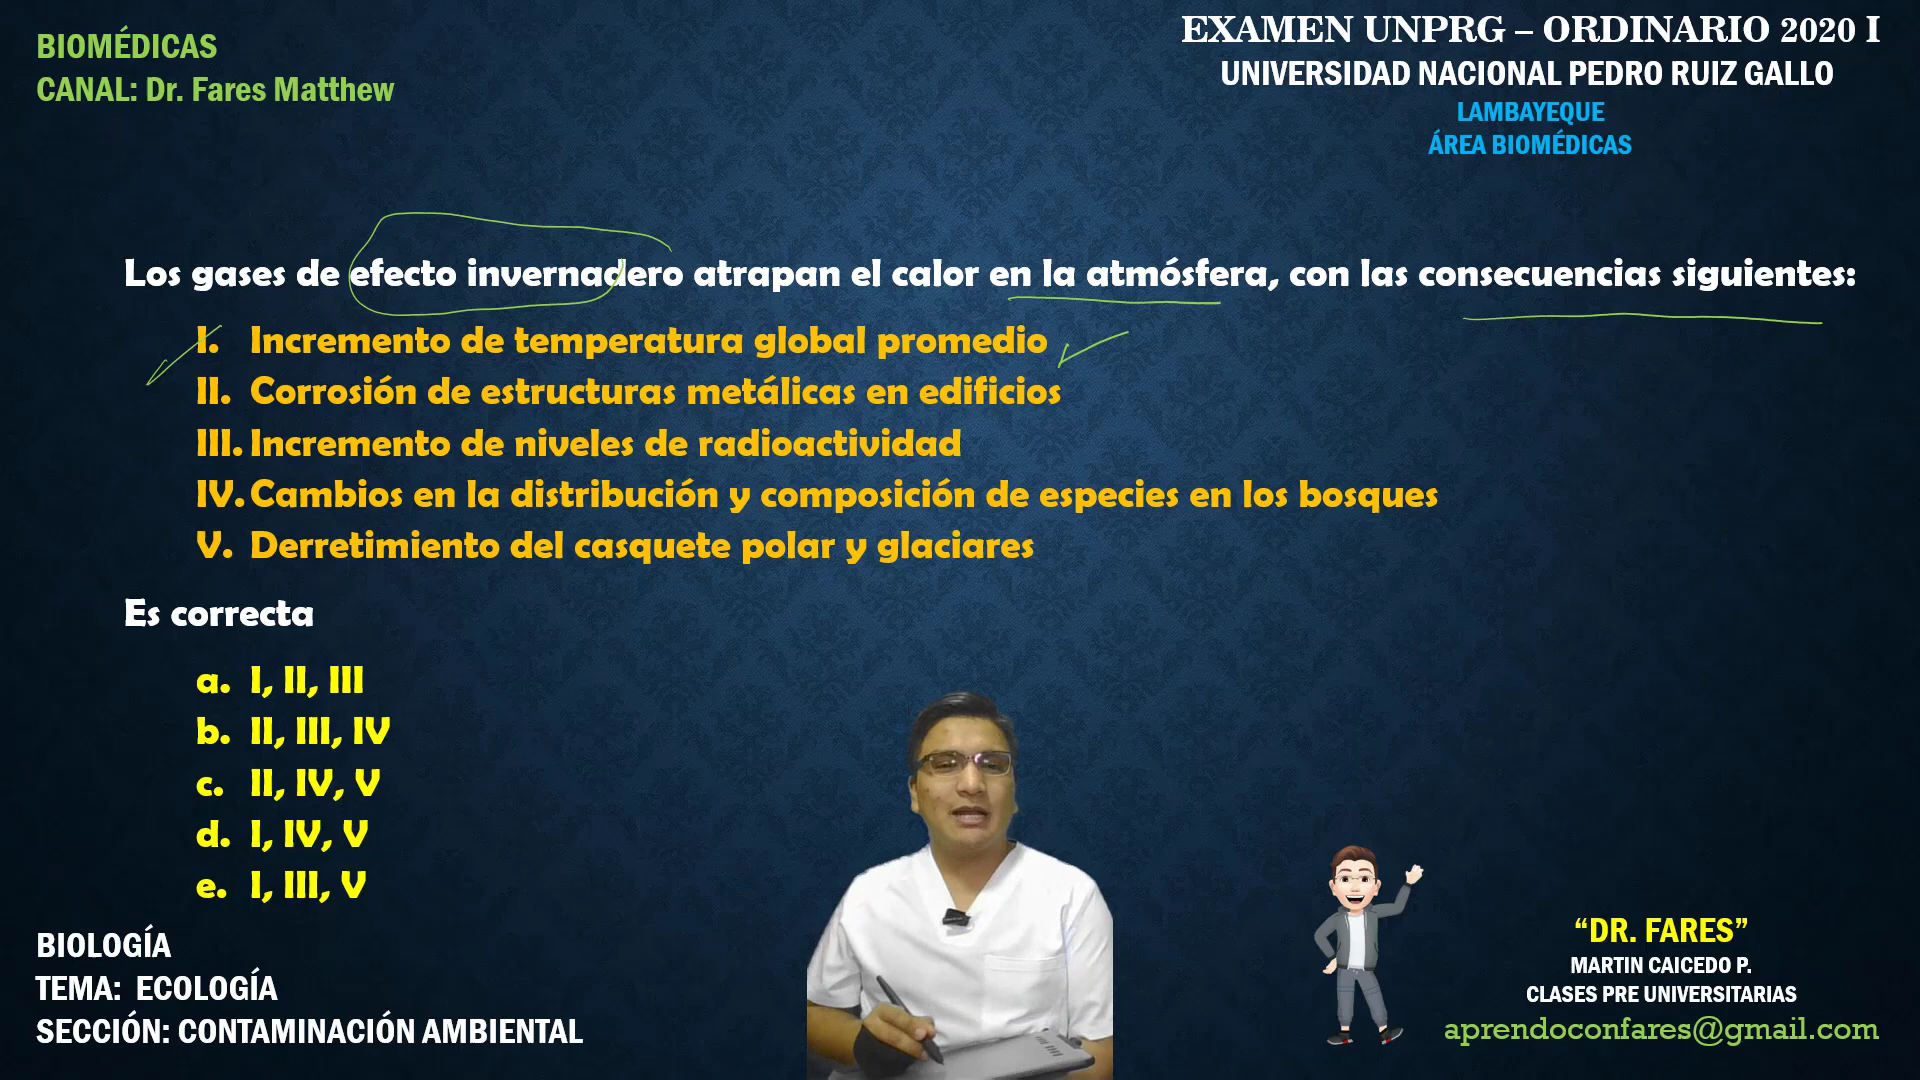 BIOMÉDICAS
CANAL: Dr. Fares Matthew
EXAMEN UNPRG – ORDINARIO 2020 I
UNIVERSIDAD NACIONAL PEDRO RUIZ GALLO
LAMBAYEQUE
ÁREA BIOMÉDICAS
Los gases de efecto invernadero atrapan el calor en la atmósfera, con las consecuencias siguientes:
I. Incremento de temperatura global promedio
II. Corrosión de estructuras metálicas en edificios
III. Incremento de niveles de radioactividad
IV. Cambios en la distribución y composición de especies en los bosques
V. Derretimiento del casquete polar y glaciares
Es correcta
a. I, II, III
b. II, III, IV
c. II, IV, V
d. I, IV, V
e. I, III, V
BIOLOGÍA
TEMA: ECOLOGÍA
SECCIÓN: CONTAMINACIÓN AMBIENTAL
“DR. FARES”
MARTIN CAICEDO P.
CLASES PRE UNIVERSITARIAS
aprendoconfares@gmail.com